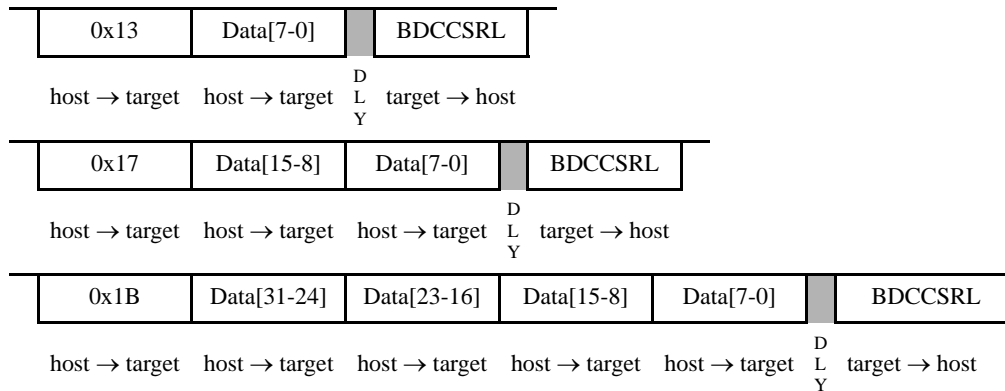 0x13 Data[7-0] BDCCSRL
host → target host → target D L Y target → host
0x17 Data[15-8] Data[7-0] BDCCSRL
host → target host → target host → target D L Y target → host
0x1B Data[31-24] Data[23-16] Data[15-8] Data[7-0] BDCCSRL
host → target host → target host → target host → target host → target D L Y target → host